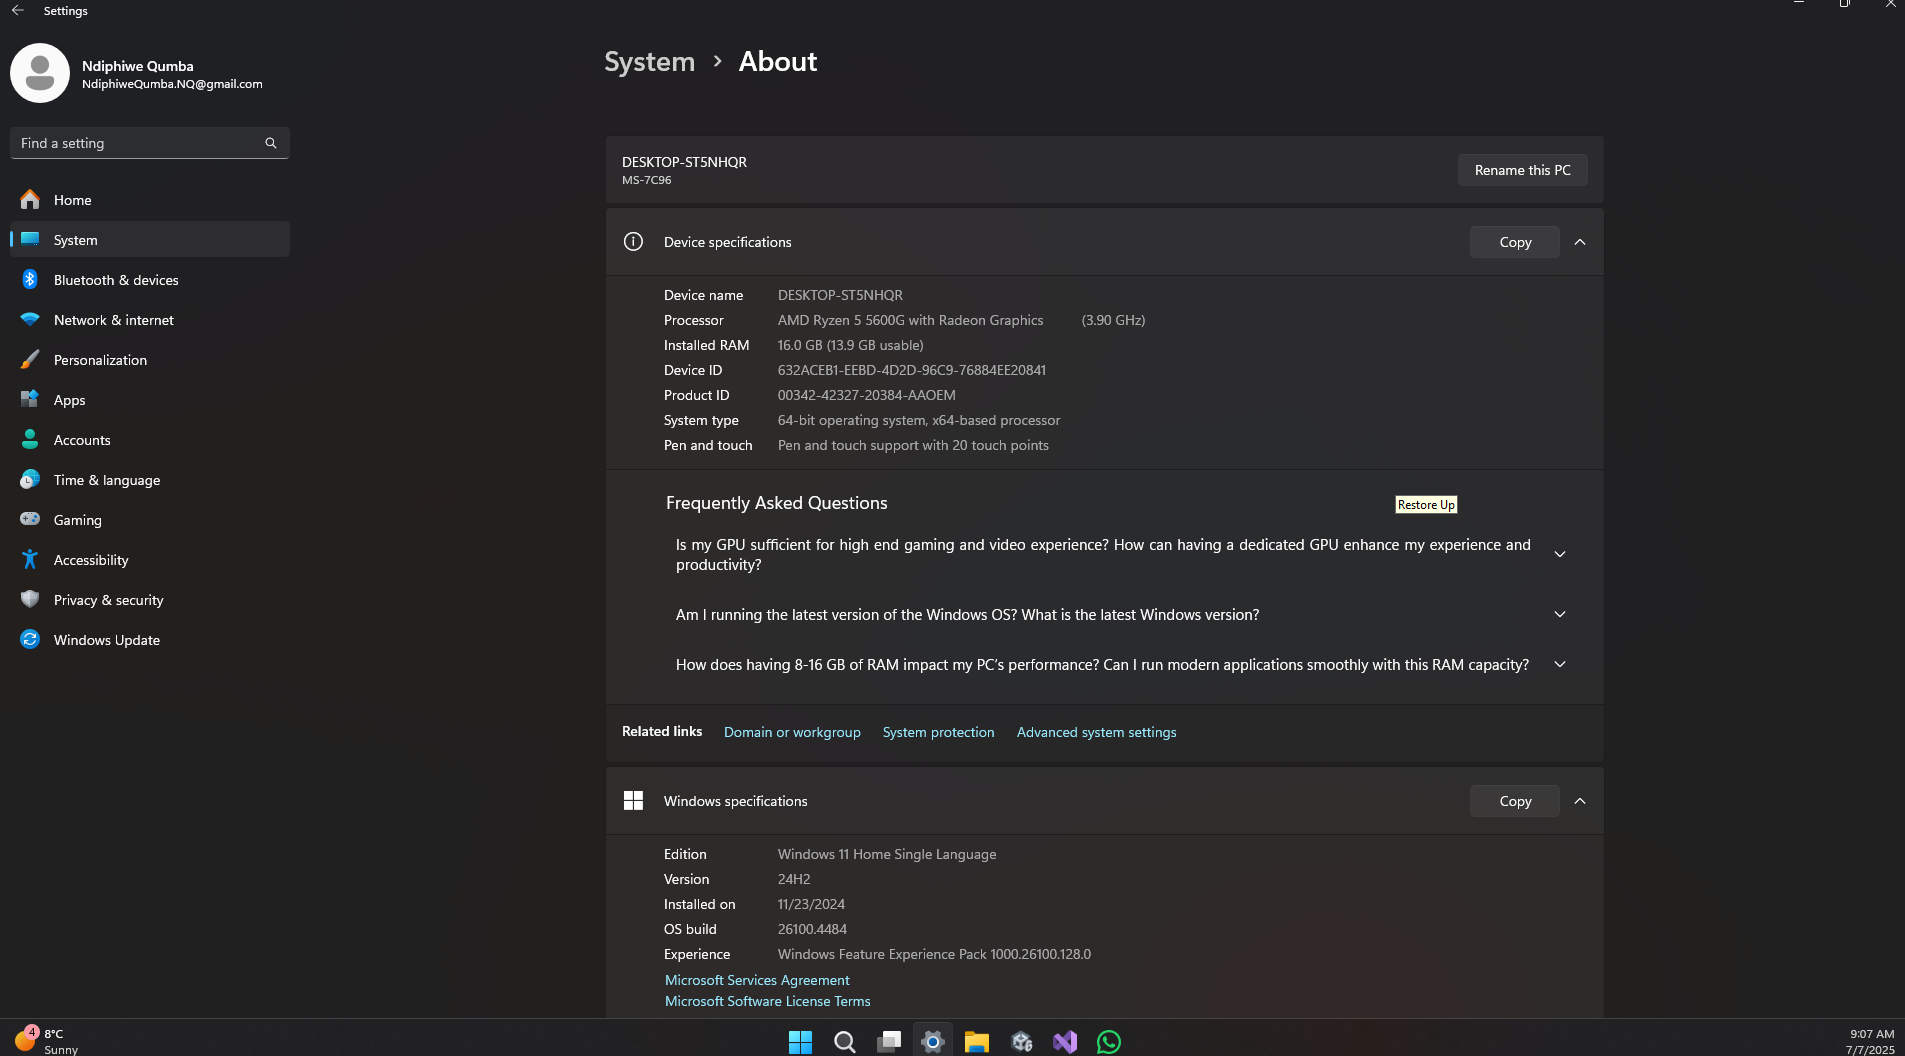 Settings
Ndiphiwe Qumba
NdiphiweQumba.NQ@gmail.com
Find a setting
Home
System
Bluetooth & devices
Network & internet
Personalization
Apps
Accounts
Time & language
Gaming
Accessibility
Privacy & security
Windows Update
System > About
DESKTOP-ST5NHQR
MS-7C96
Rename this PC
Device specifications
Copy
Device name DESKTOP-ST5NHQR
Processor AMD Ryzen 5 5600G with Radeon Graphics (3.90 GHz)
Installed RAM 16.0 GB (13.9 GB usable)
Device ID 632ACEB1-EEBD-4D2D-96C9-76884EE20841
Product ID 00342-42327-20384-AAOEM
System type 64-bit operating system, x64-based processor
Pen and touch Pen and touch support with 20 touch points
Frequently Asked Questions
Restore Up
Is my GPU sufficient for high end gaming and video experience? How can having a dedicated GPU enhance my experience and
productivity?
Am I running the latest version of the Windows OS? What is the latest Windows version?
How does having 8-16 GB of RAM impact my PC's performance? Can I run modern applications smoothly with this RAM capacity?
Related links Domain or workgroup System protection Advanced system settings
Windows specifications
Copy
Edition Windows 11 Home Single Language
Version 24H2
Installed on 11/23/2024
OS build 26100.4484
Experience Windows Feature Experience Pack 1000.26100.128.0
Microsoft Services Agreement
Microsoft Software License Terms
4
8°C
Sunny
9:07 AM
7/7/2025